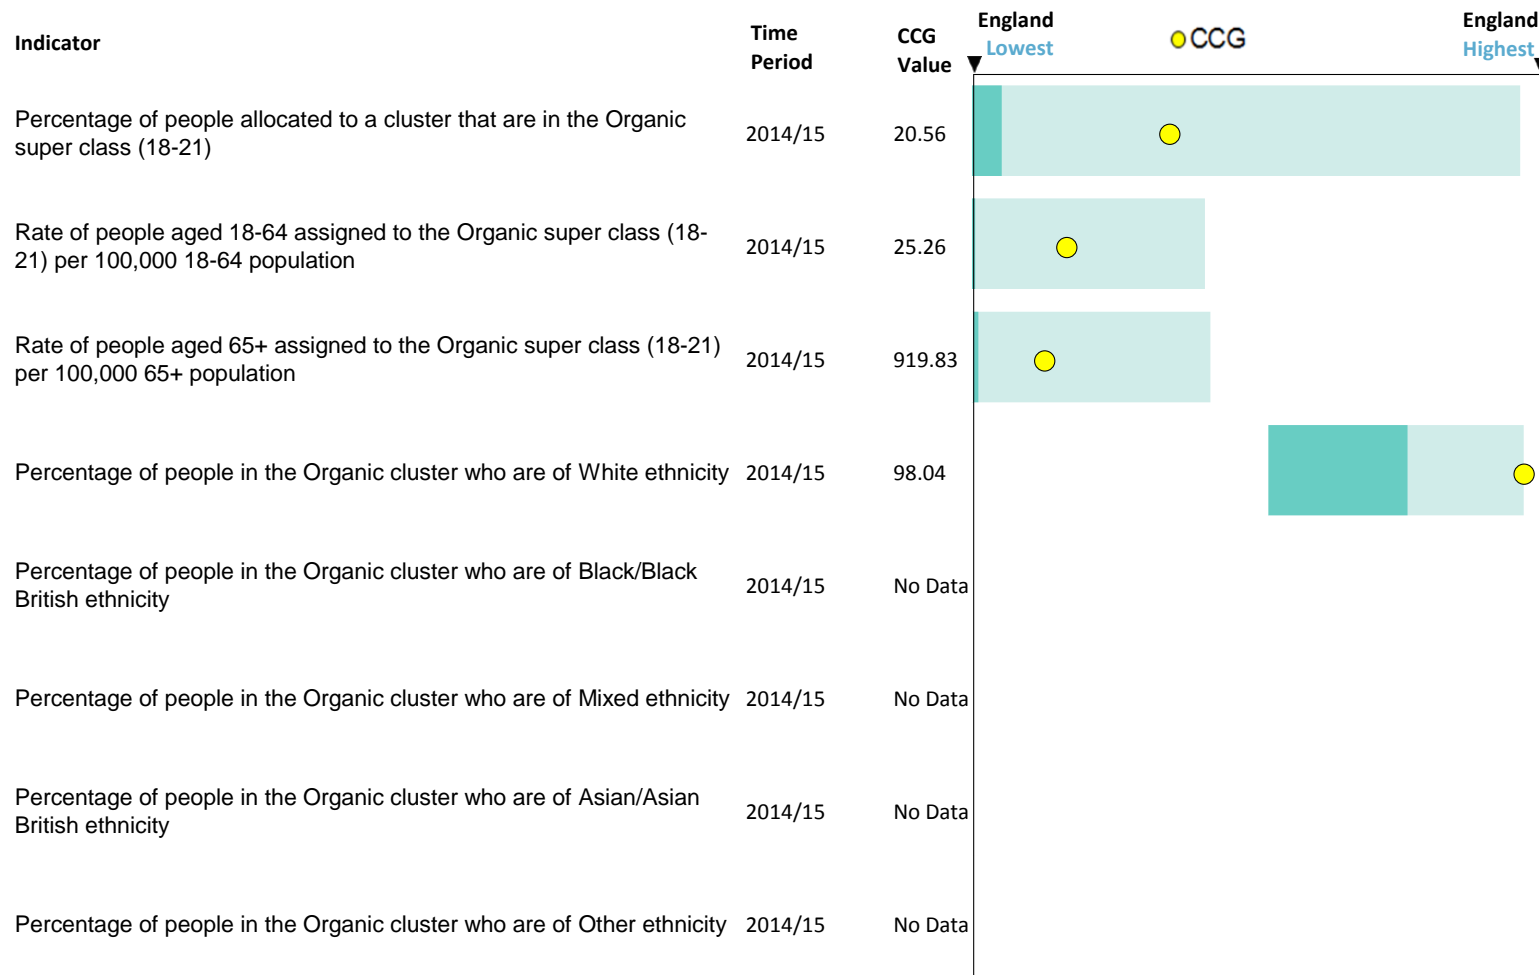 Indicator
Time
Period
CCG
Value
England
Lowest
CCG
England
Highest
Percentage of people allocated to a cluster that are in the Organic
super class (18-21)
2014/15
20.56
Rate of people aged 18-64 assigned to the Organic super class (18-
21) per 100,000 18-64 population
2014/15
25.26
Rate of people aged 65+ assigned to the Organic super class (18-21)
per 100,000 65+ population
2014/15
919.83
Percentage of people in the Organic cluster who are of White ethnicity
2014/15
98.04
Percentage of people in the Organic cluster who are of Black/Black
British ethnicity
2014/15
No Data
Percentage of people in the Organic cluster who are of Mixed ethnicity
2014/15
No Data
Percentage of people in the Organic cluster who are of Asian/Asian
British ethnicity
2014/15
No Data
Percentage of people in the Organic cluster who are of Other ethnicity
2014/15
No Data